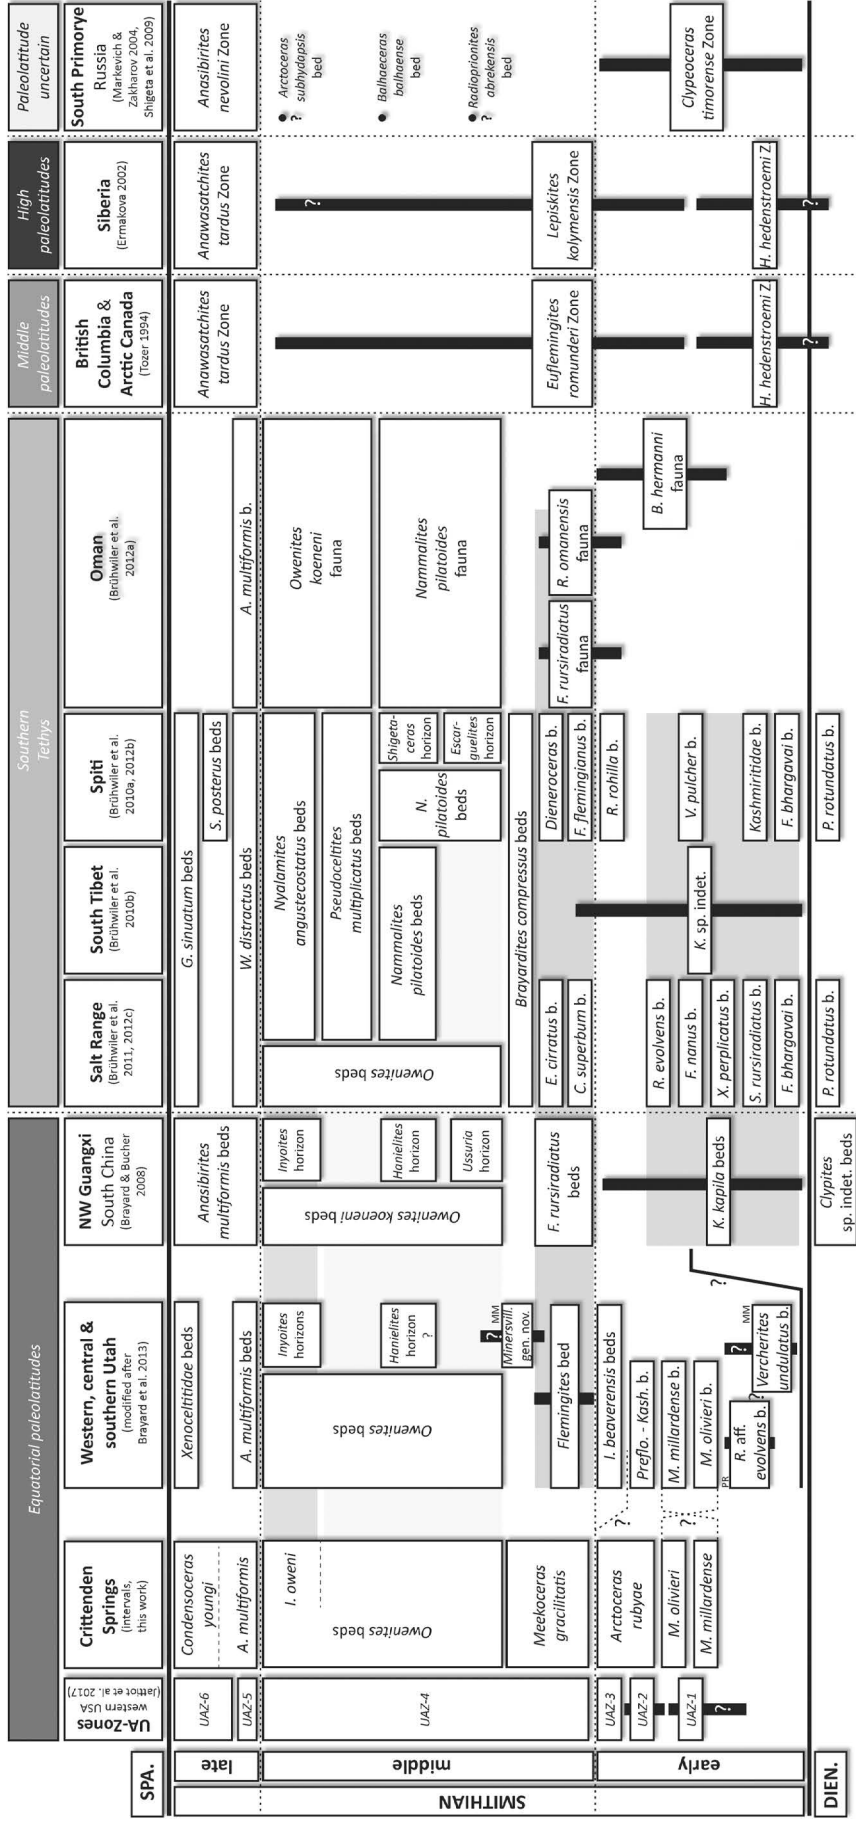 Equatorial paleolatitudes
Southern
Tethys
Middle
paleolatitudes
High
paleolatitudes
Paleolatitude
uncertain
UA-Zones
western USA
(Jattiot et al. 2017)
Crittenden
Springs
(intervals,
this work)
Western, central &
southern Utah
(modified after
Brayard et al. 2013)
NW Guangxi
South China
(Brayard & Bucher
2008)
Salt Range
(Brühwiler et al.
2011, 2012c)
South Tibet
(Brühwiler et al.
2010b)
Spiti
(Brühwiler et al.
2010a, 2012b)
Oman
(Brühwiler et al.
2012a)
British
Columbia &
Arctic Canada
(Tozer 1994)
Siberia
(Ermakova 2002)
South Primorye
Russia
(Markevich &
Zakharov 2004,
Shigeta et al. 2009)
SPA.
SMITHIAN
late
middle
early
DIEN.
UAZ-6
UAZ-5
UAZ-4
UAZ-3
UAZ-2
UAZ-1
?
Condensoceras
youngi
A. multiformis
I. oweni
Owenites beds
Meekoceras
gracilitatis
Arctoceras
rubyae
M. olivieri
M. millardense
?
?
Xenoceltitidae beds
A. multiformis beds
Owenites beds
Inyoites
horizons
Hanielites
horizon
?
?
MM
Minersvill.
gen. nov.
Flemingites bed
I. beaverensis beds
Preflo. - Kash. b.
M. millardense b.
M. olivieri b.
PR
R. aff.
evolvens b.
?
?
MM
Vercherites
undulatus b.
?
Anasibirites
multiformis beds
Owenites koeneni beds
Inyoites
horizon
Hanielites
horizon
Ussuria
horizon
F. rursiradiatus
beds
K. kapila beds
Clypites
sp. indet. beds
G. sinuatum beds
S. posterus beds
W. distractus beds
Owenites beds
Nyalamites
angustecostatus beds
Pseudoceltites
multiplicatus beds
Nammalites
pilatoides beds
N.
pilatoides
beds
Shigeta-
ceras
horizon
Escar-
guelites
horizon
Brayardites compressus beds
E. cirratus b.
C. superbum b.
Dieneroceras b.
F. flemingianus b.
R. evolvens b.
F. nanus b.
X. perplicatus b.
S. rursiradiatus b.
F. bhargavai b.
P. rotundatus b.
K. sp. indet.
R. rohilla b.
V. pulcher b.
Kashmiritidae b.
F. bhargavai b.
P. rotundatus b.
A. multiformis b.
Owenites
koeneni
fauna
Nammalites
pilatoides
fauna
F. rursiradiatus
fauna
R. omanensis
fauna
B. hermanni
fauna
Anawasatchites
tardus Zone
Euflemingites
romunderi Zone
H. hedenstroemi Z.
?
Anawasatchites
tardus Zone
?
Lepiskites
kolymensis Zone
H. hedenstroemi Z.
?
Anasibirites
nevolini Zone
Arctoceras
subhydapsis
bed
?
Balhaeceras
balhaense
bed
Radioprionites
abrekensis
bed
?
Clypeoceras
timorense Zone